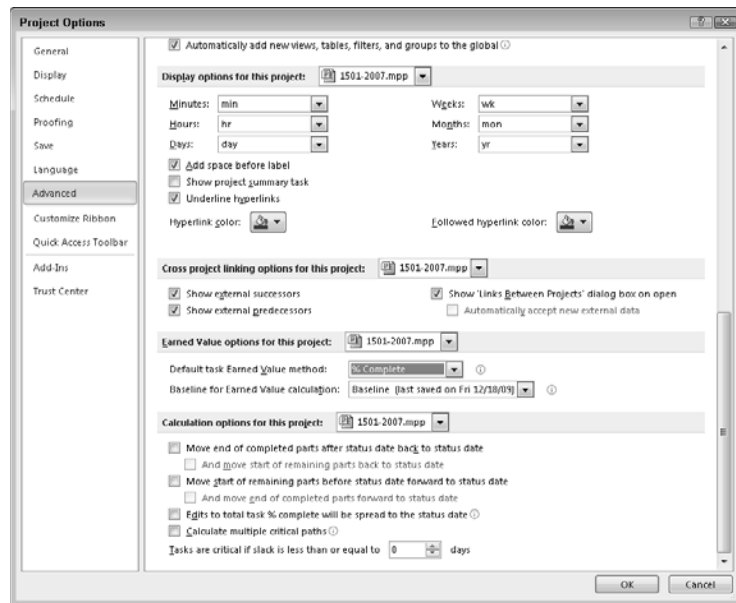 Project Options
General
Display
Schedule
Proofing
Save
Language
Advanced
Customize Ribbon
Quick Access Toolbar
Add-Ins
Trust Center
Automatically add new views, tables, filters, and groups to the global
Display options for this project: 1501-2007.mpp
Minutes: min Weeks: wk
Hours: hr Months: mon
Days: day Years: yr
Add space before label
Show project summary task
Underline hyperlinks
Hyperlink color: Followed hyperlink color:
Cross project linking options for this project: 1501-2007.mpp
Show external successors Show 'Links Between Projects' dialog box on open
Show external predecessors Automatically accept new external data
Earned Value options for this project: 1501-2007.mpp
Default task Earned Value method: % Complete
Baseline for Earned Value calculation: Baseline (last saved on Fri 12/18/09)
Calculation options for this project: 1501-2007.mpp
Move end of completed parts after status date back to status date
And move start of remaining parts back to status date
Move start of remaining parts before status date forward to status date
And move end of completed parts forward to status date
Edits to total task % complete will be spread to the status date
Calculate multiple critical paths
Tasks are critical if slack is less than or equal to 0 days
OK Cancel